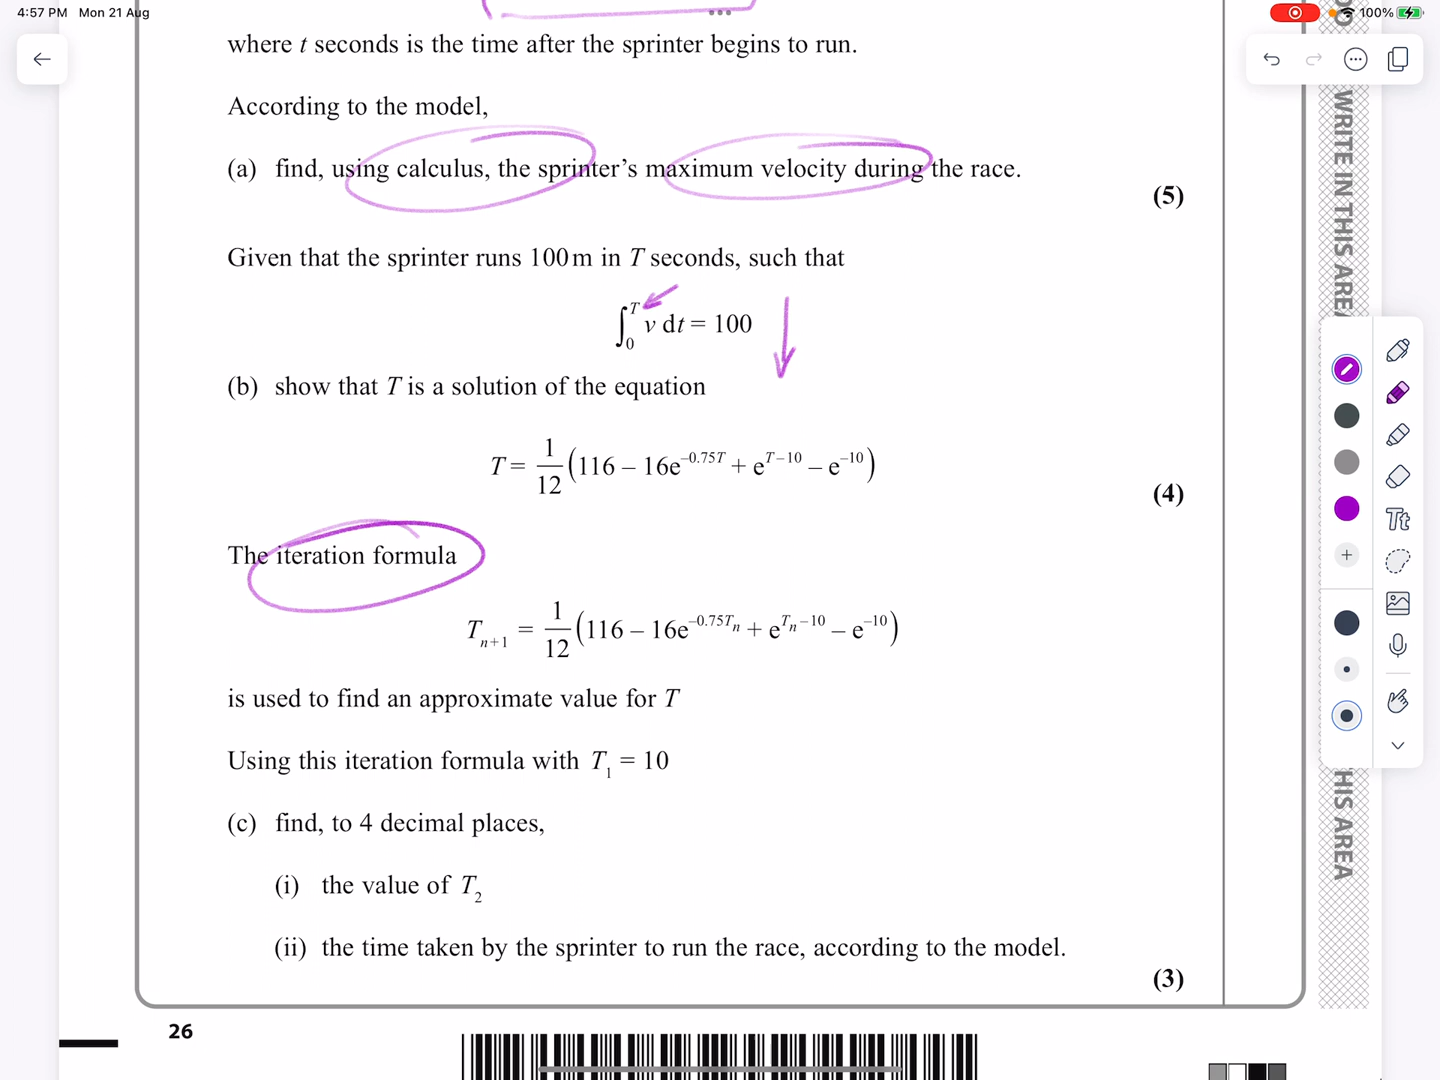 4:57 PM Mon 21 Aug
100%
where t seconds is the time after the sprinter begins to run.
According to the model,
(a) find, using calculus, the sprinter's maximum velocity during the race.
(5)
Given that the sprinter runs 100 m in T seconds, such that
∫₀ᵀ v dt = 100
(b) show that T is a solution of the equation
T = 1/12 (116 – 16e^(–0.75T) + e^(T–10) – e^(–10))
(4)
The iteration formula
Tₙ₊₁ = 1/12 (116 – 16e^(–0.75Tₙ) + e^(Tₙ–10) – e^(–10))
is used to find an approximate value for T
Using this iteration formula with T₁ = 10
(c) find, to 4 decimal places,
(i) the value of T₂
(ii) the time taken by the sprinter to run the race, according to the model.
(3)
26
WRITE IN THIS AREA
HIS AREA
Tt